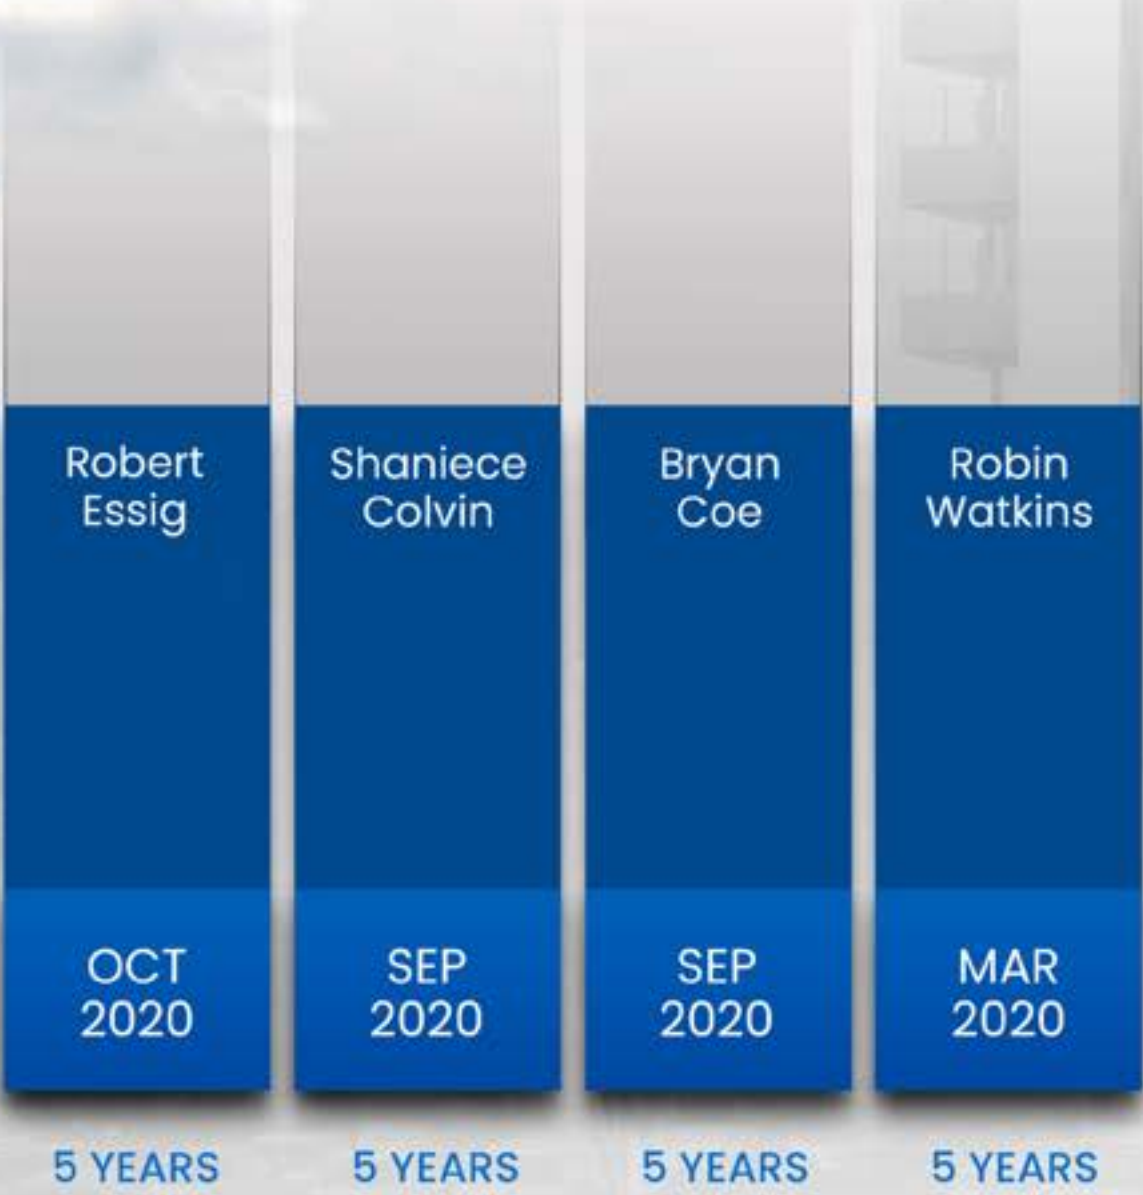 Robert
Essig
OCT
2020
5 YEARS
Shaniece
Colvin
SEP
2020
5 YEARS
Bryan
Coe
SEP
2020
5 YEARS
Robin
Watkins
MAR
2020
5 YEARS